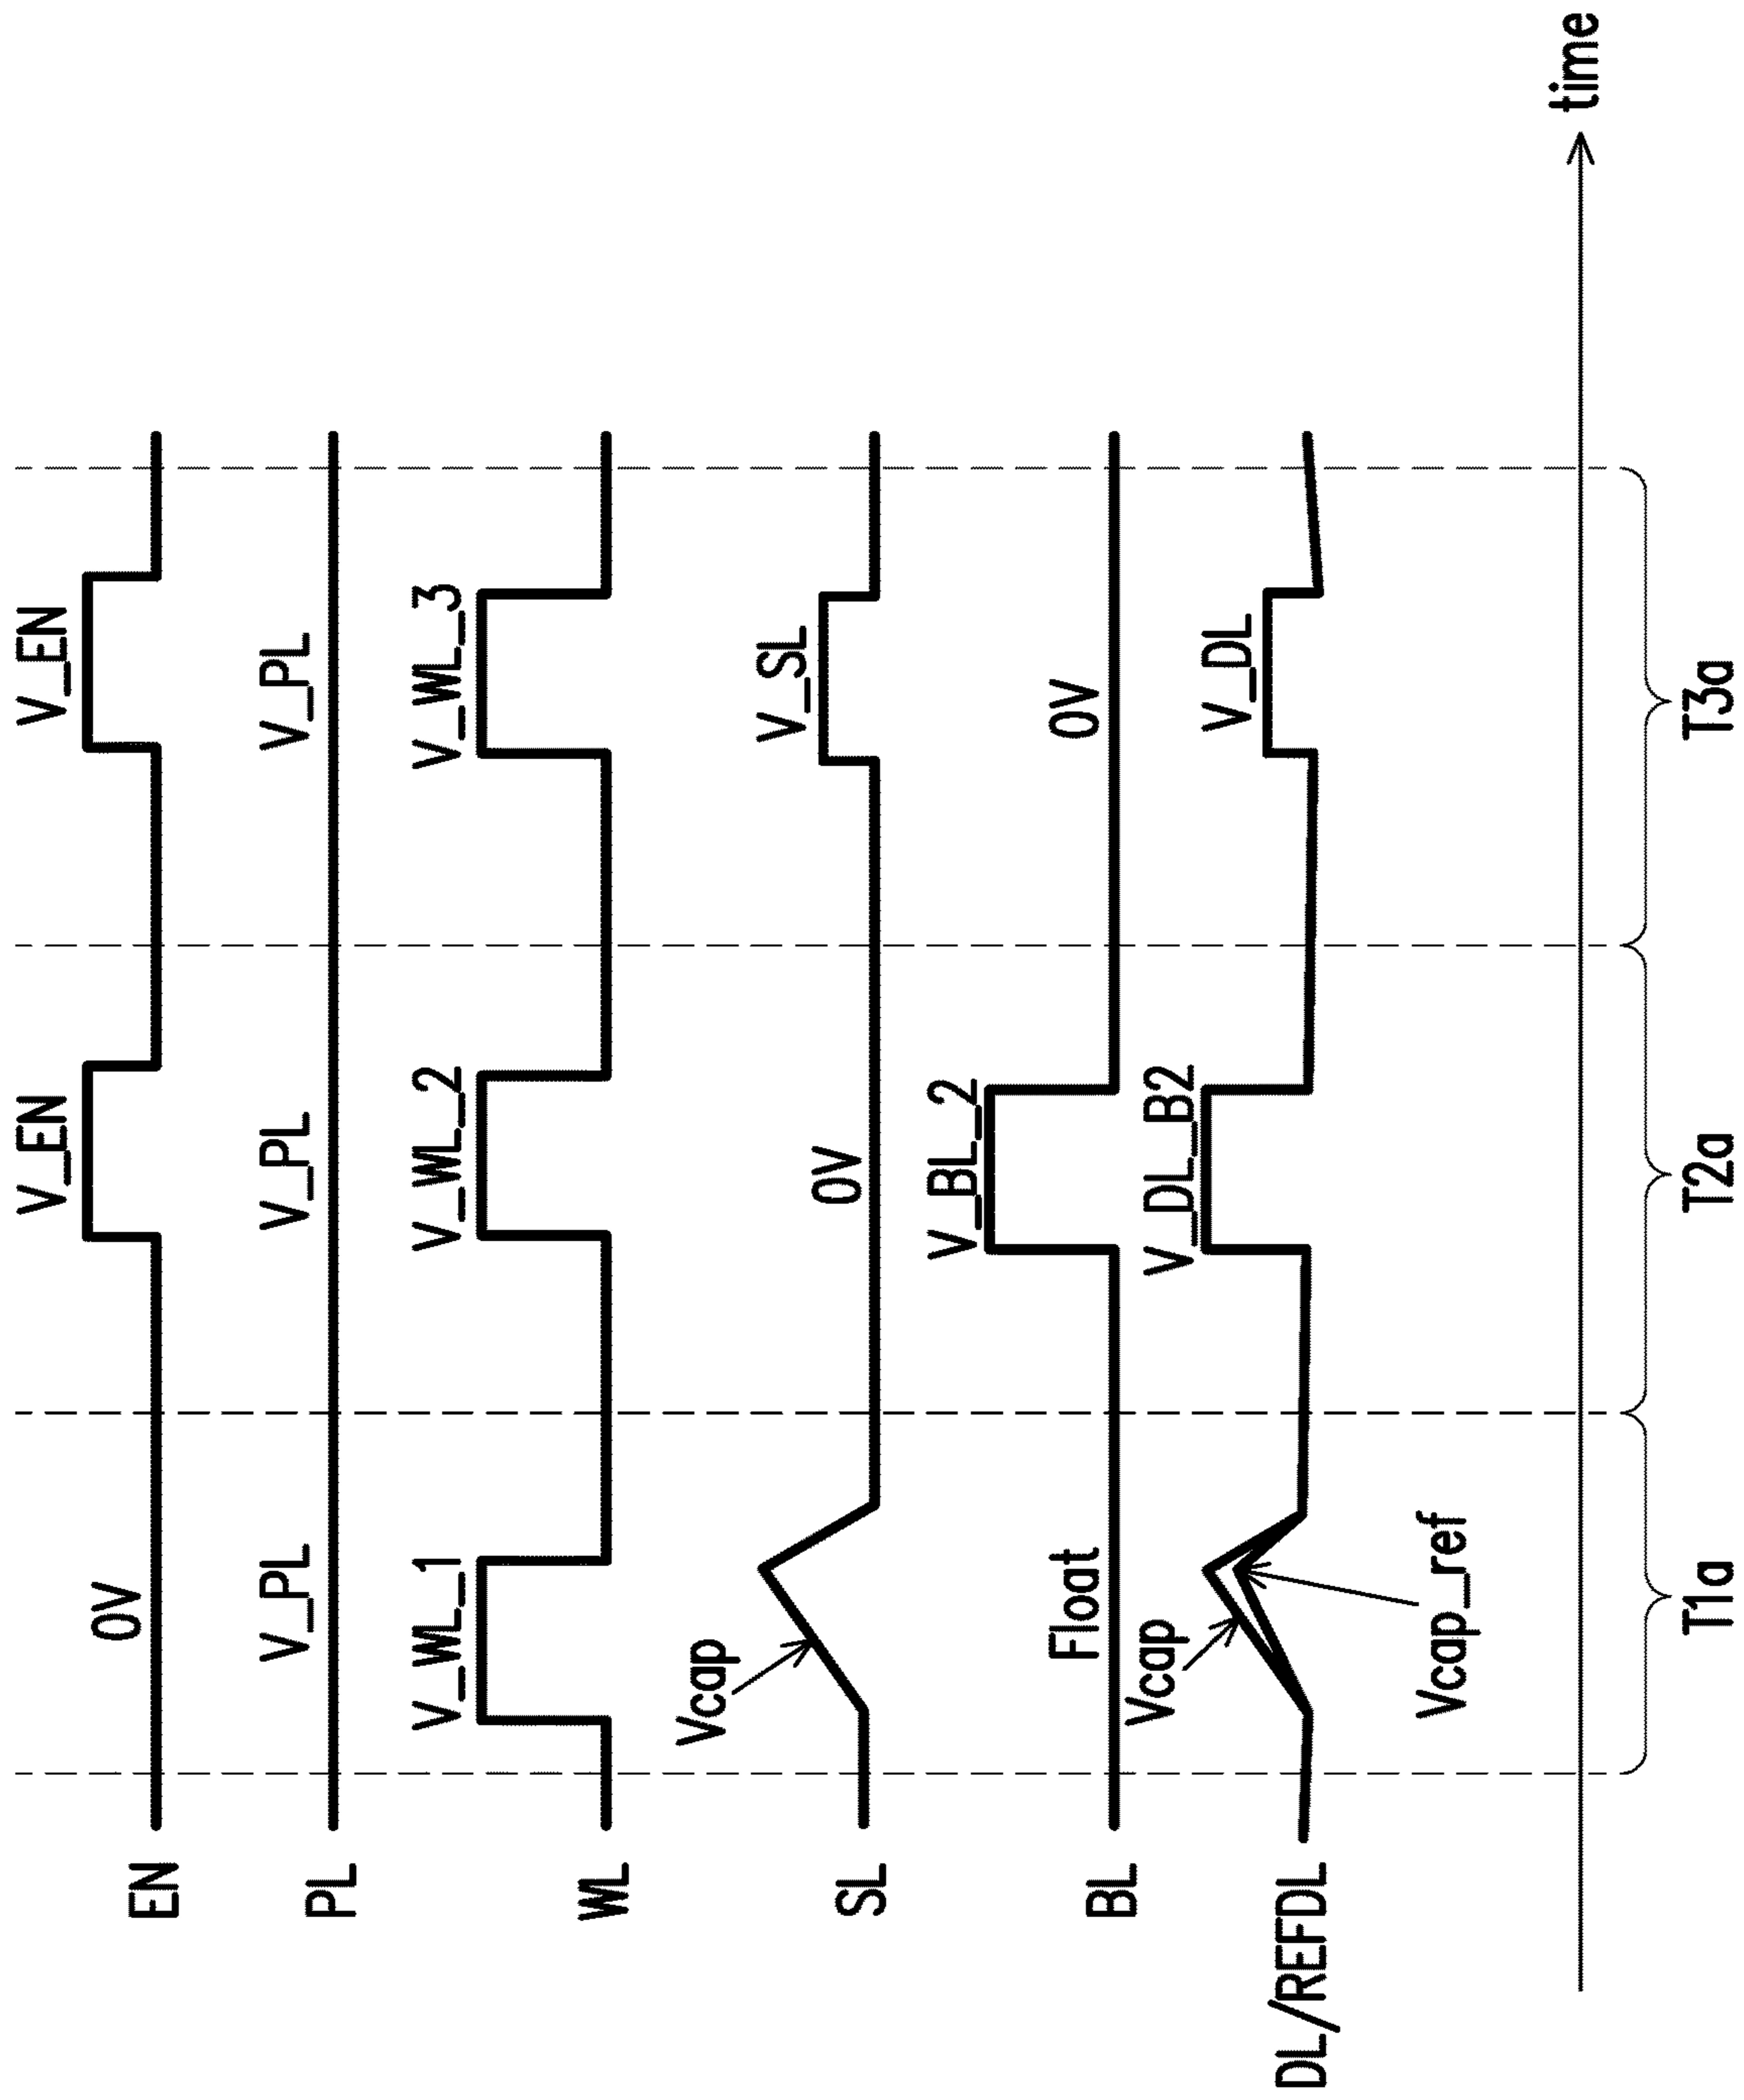 EN
0V
V_EN
V_EN
PL
V_PL
V_PL
V_PL
WL
V_WL_1
V_WL_2
V_WL_3
SL
Vcap
0V
V_SL
BL
Float
V_BL_2
0V
DL/REFDL
Vcap
Vcap_ref
V_DL_B2
V_DL
time
T1a
T2a
T3a